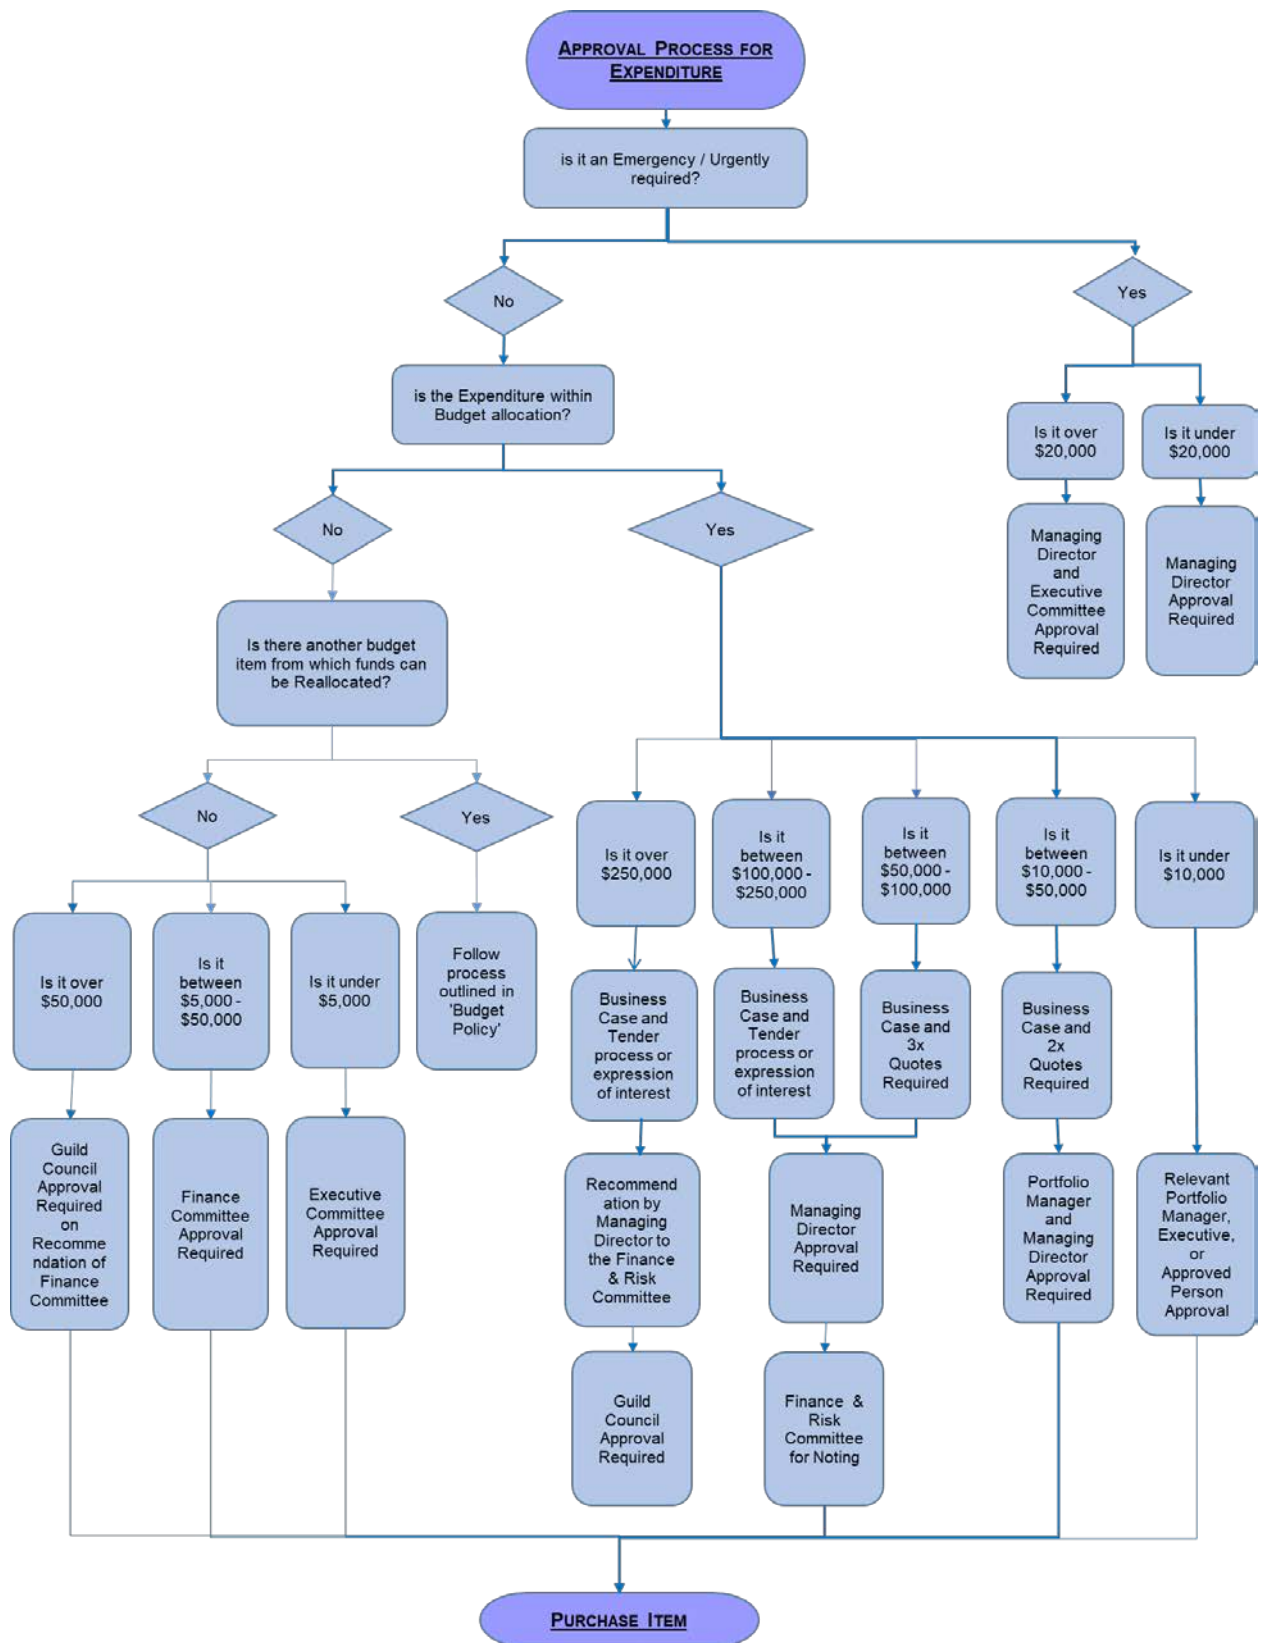 APPROVAL PROCESS FOR
EXPENDITURE
is it an Emergency / Urgently
required?
No
Yes
is the Expenditure within
Budget allocation?
Is it over
$20,000
Is it under
$20,000
No
Yes
Managing
Director
and
Executive
Committee
Approval
Required
Managing
Director
Approval
Required
Is there another budget
item from which funds can
be Reallocated?
No
Yes
Is it over
$250,000
Is it
between
$100,000 -
$250,000
Is it
between
$50,000 -
$100,000
Is it
between
$10,000 -
$50,000
Is it under
$10,000
Is it over
$50,000
Is it
between
$5,000 -
$50,000
Is it under
$5,000
Follow
process
outlined in
'Budget
Policy'
Business
Case and
Tender
process or
expression
of interest
Business
Case and
Tender
process or
expression
of interest
Business
Case and
3x
Quotes
Required
Business
Case and
2x
Quotes
Required
Guild
Council
Approval
Required
on
Recomme
ndation of
Finance
Committee
Finance
Committee
Approval
Required
Executive
Committee
Approval
Required
Recommend
ation by
Managing
Director to
the Finance
& Risk
Committee
Managing
Director
Approval
Required
Portfolio
Manager
and
Managing
Director
Approval
Required
Relevant
Portfolio
Manager,
Executive,
or
Approved
Person
Approval
Guild
Council
Approval
Required
Finance &
Risk
Committee
for Noting
PURCHASE ITEM